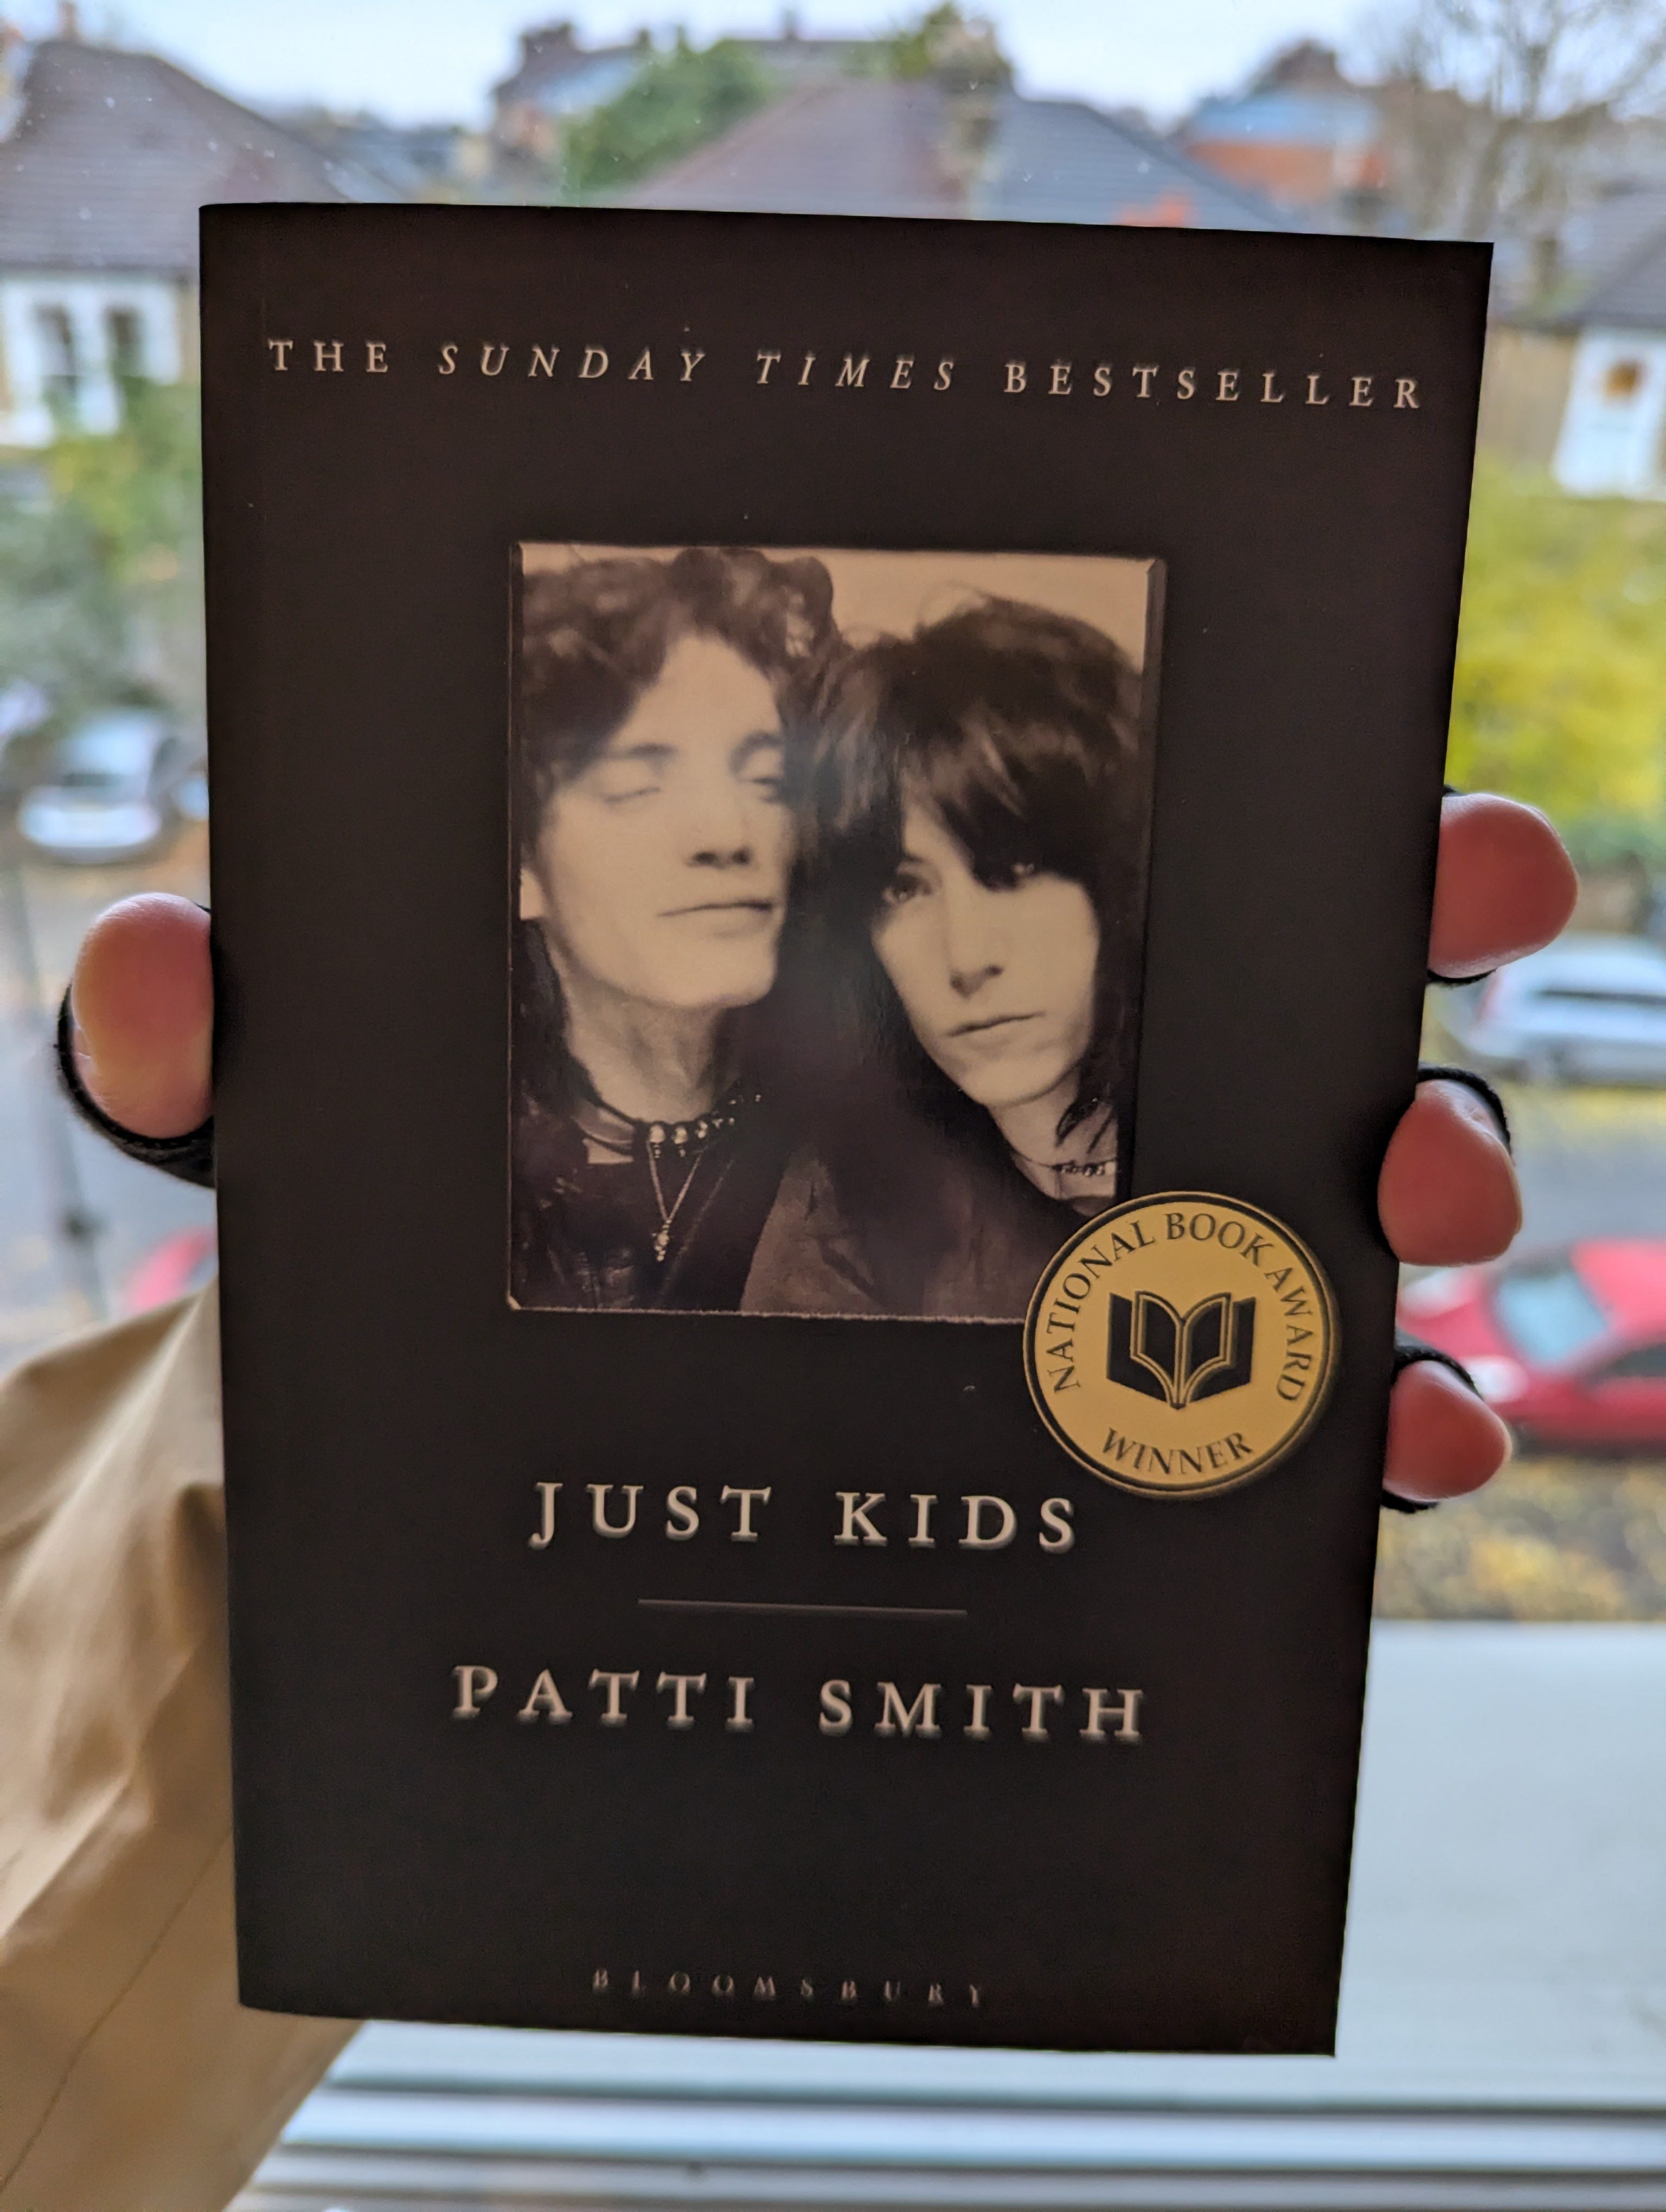 THE SUNDAY TIMES BESTSELLER
NATIONAL BOOK AWARD
WINNER
JUST KIDS
PATTI SMITH
BLOOMSBURY